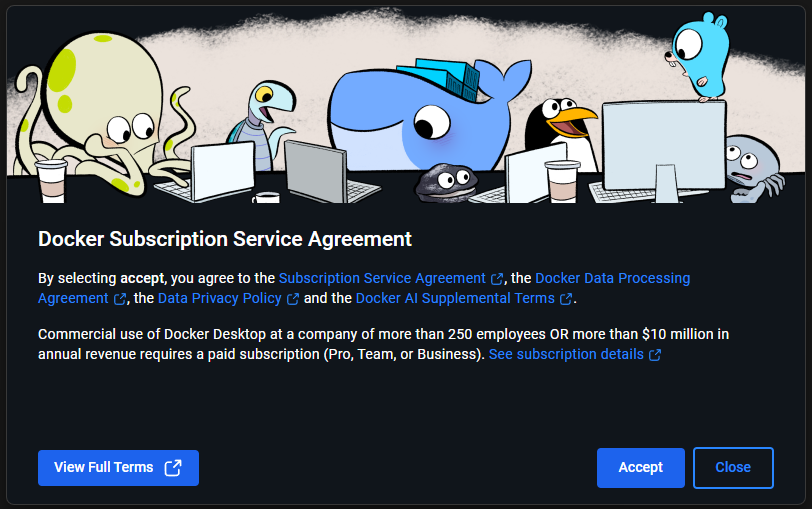 Docker Subscription Service Agreement
By selecting accept, you agree to the Subscription Service Agreement, the Docker Data Processing
Agreement, the Data Privacy Policy and the Docker AI Supplemental Terms.
Commercial use of Docker Desktop at a company of more than 250 employees OR more than $10 million in
annual revenue requires a paid subscription (Pro, Team, or Business). See subscription details
View Full Terms
Accept
Close